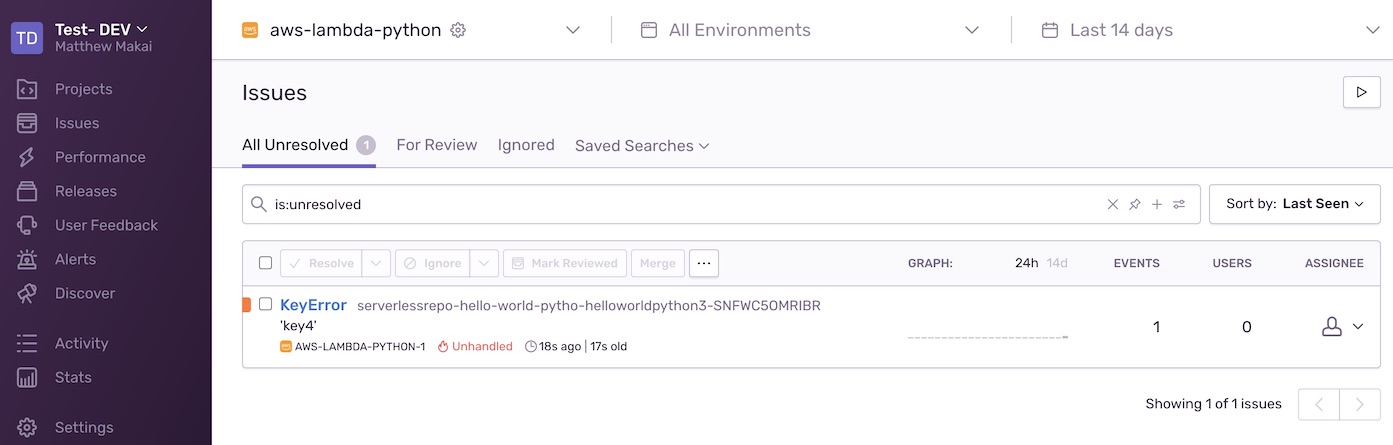 TD
Test- DEV
Matthew Makai
Projects
Issues
Performance
Releases
User Feedback
Alerts
Discover
Activity
Stats
Settings
aws aws-lambda-python
All Environments
Last 14 days
Issues
All Unresolved 1 For Review Ignored Saved Searches
is:unresolved
Sort by: Last Seen
Resolve Ignore Mark Reviewed Merge ... GRAPH: 24h 14d EVENTS USERS ASSIGNEE
KeyError serverlessrepo-hello-world-pytho-helloworldpython3-SNFWC5OMRIBR
'key4' 1 0
aws AWS-LAMBDA-PYTHON-1 Unhandled 18s ago | 17s old
Showing 1 of 1 issues